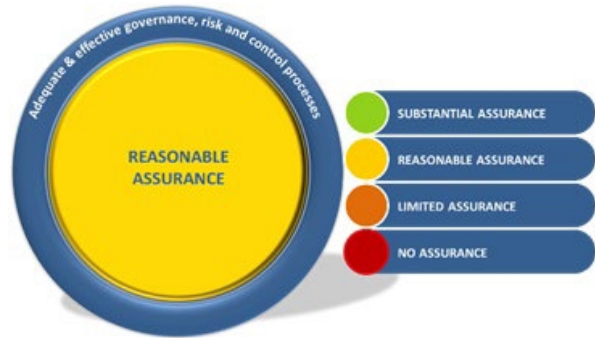 Adequate & effective governance, risk and control processes
REASONABLE
ASSURANCE
SUBSTANTIAL ASSURANCE
REASONABLE ASSURANCE
LIMITED ASSURANCE
NO ASSURANCE